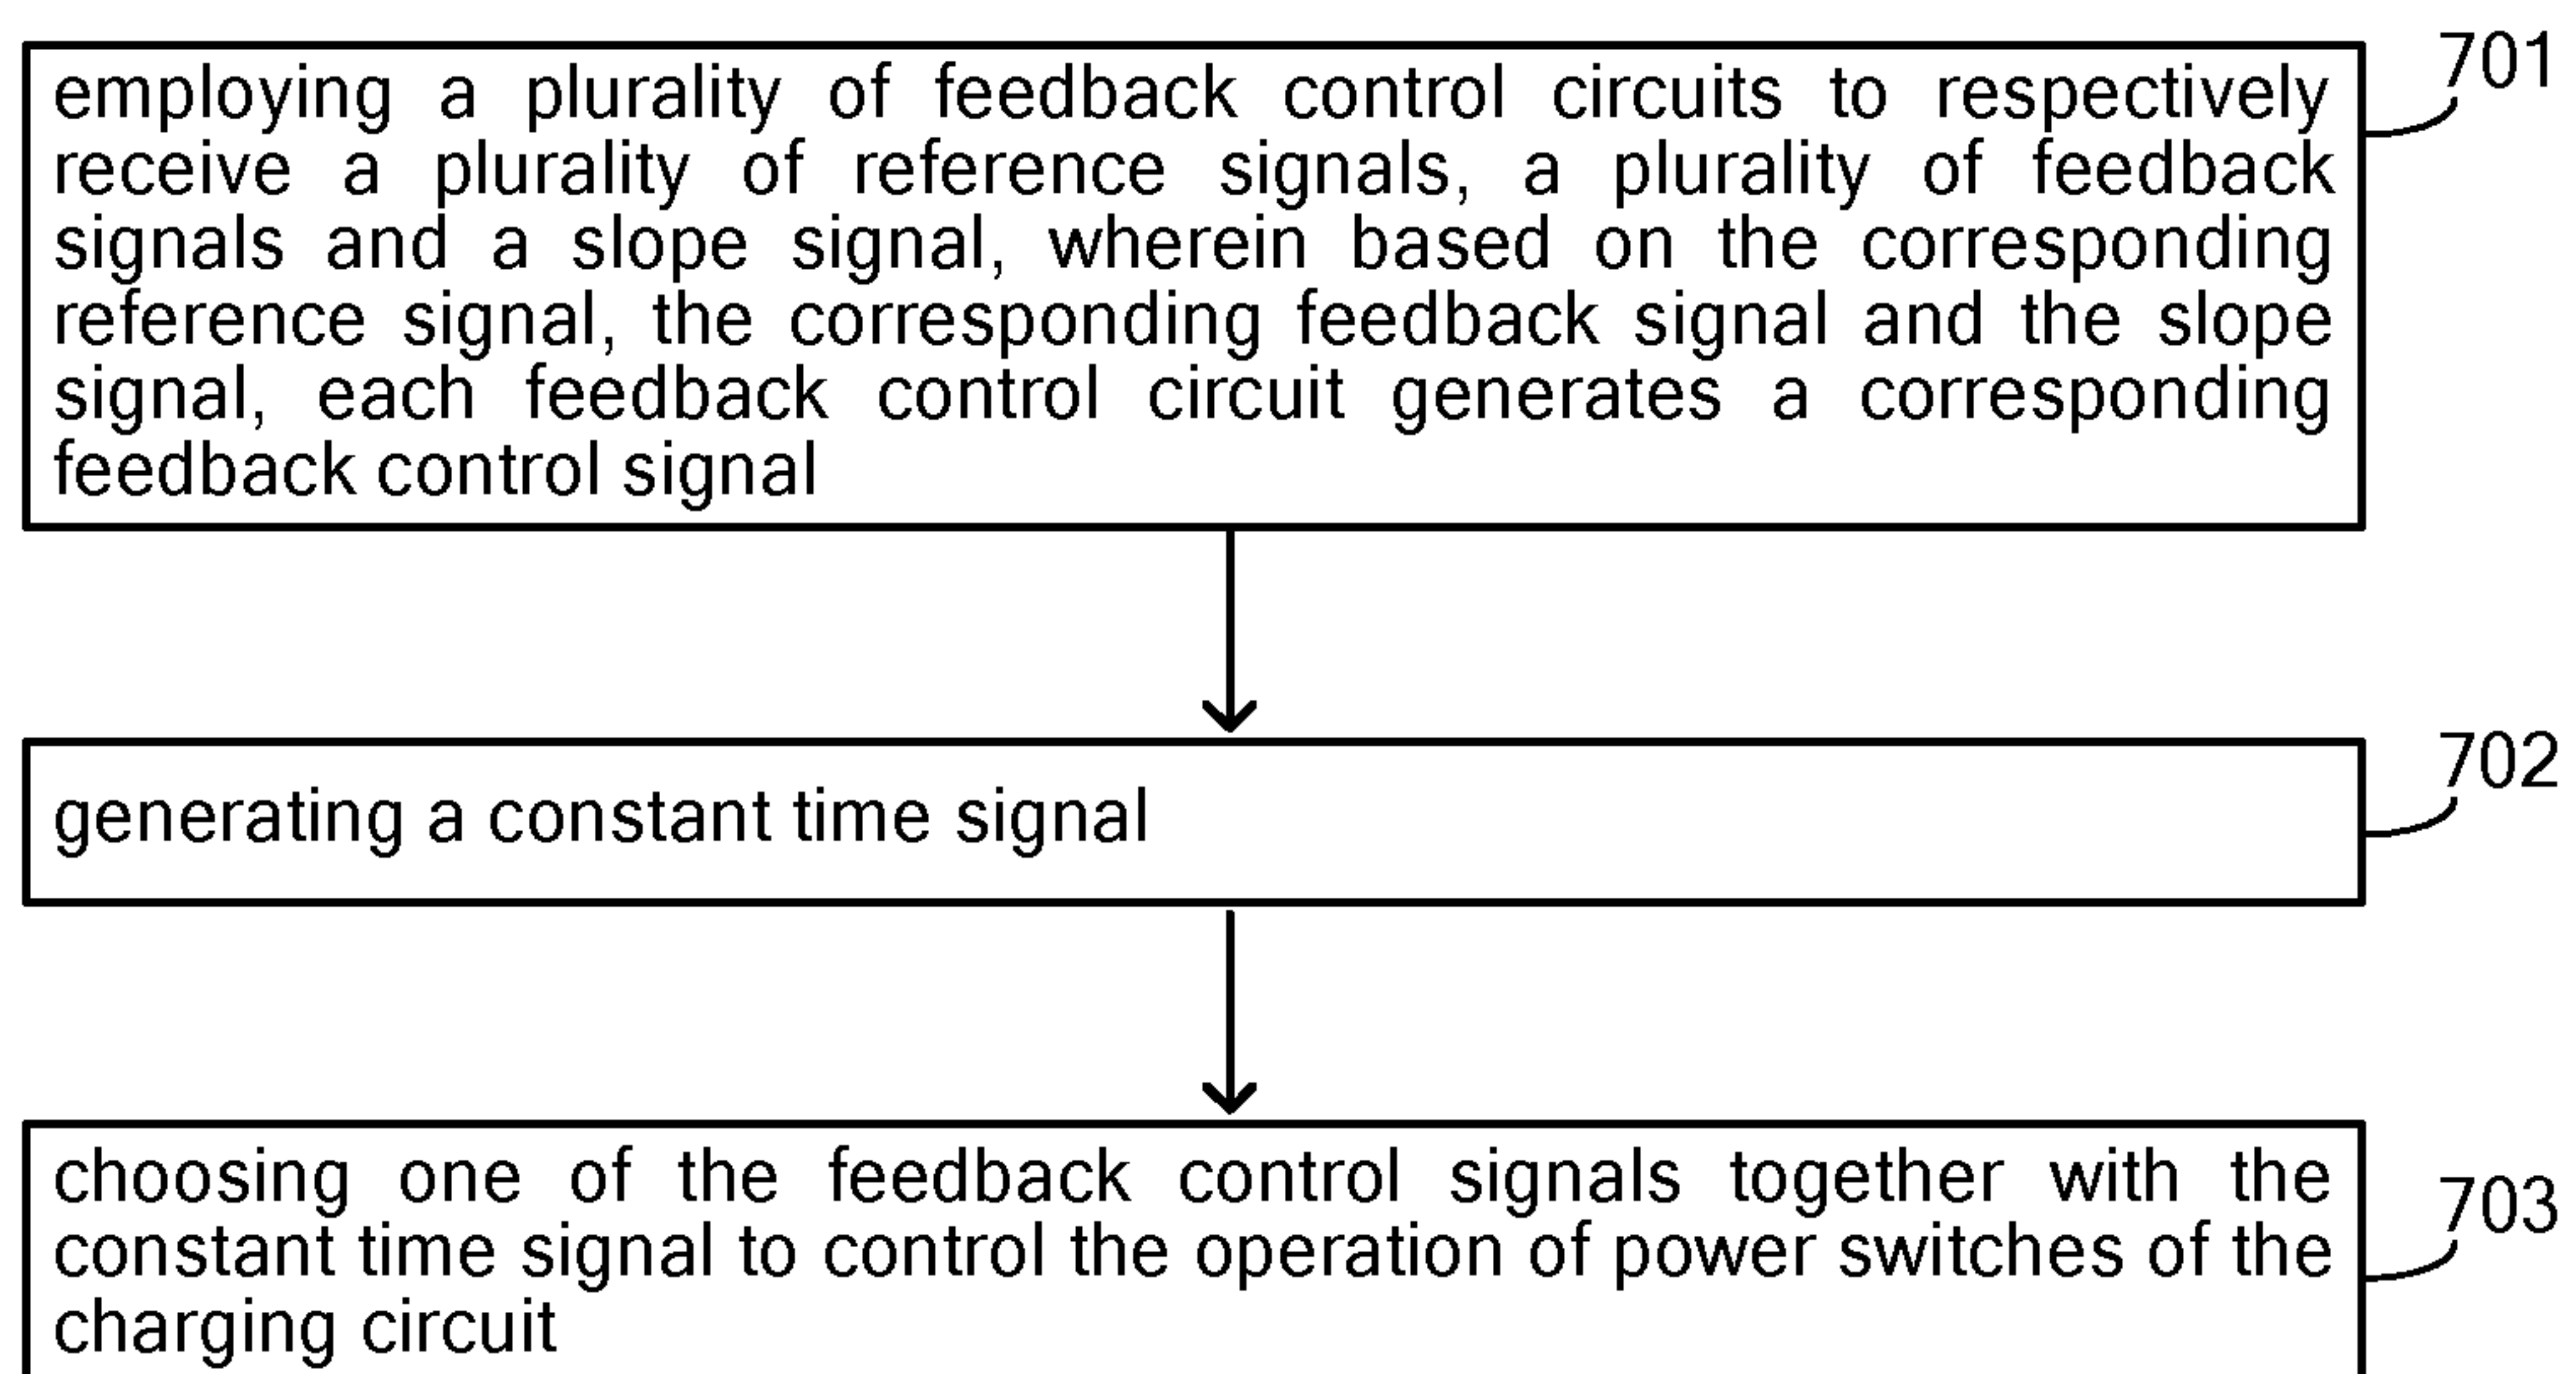 employing a plurality of feedback control circuits to respectively
receive a plurality of reference signals, a plurality of feedback
signals and a slope signal, wherein based on the corresponding
reference signal, the corresponding feedback signal and the slope
signal, each feedback control circuit generates a corresponding
feedback control signal
701
generating a constant time signal
702
choosing one of the feedback control signals together with the
constant time signal to control the operation of power switches of the
charging circuit
703